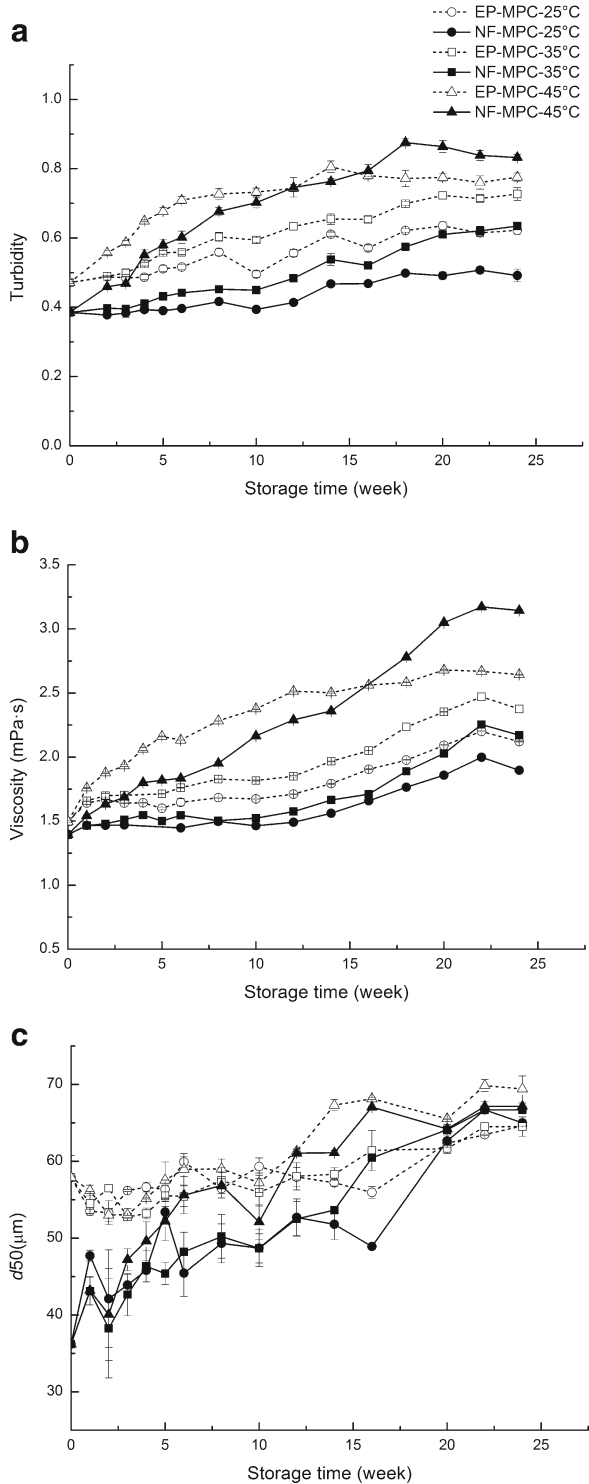 a
EP-MPC-25°C
NF-MPC-25°C
EP-MPC-35°C
NF-MPC-35°C
EP-MPC-45°C
NF-MPC-45°C
1.0
0.8
0.6
0.4
0.2
0.0
Turbidity
0 5 10 15 20 25
Storage time (week)
b
3.5
3.0
2.5
2.0
1.5
1.0
0.5
Viscosity (mPa·s)
0 5 10 15 20 25
Storage time (week)
c
70
60
50
40
30
d50(μm)
0 5 10 15 20 25
Storage time (week)